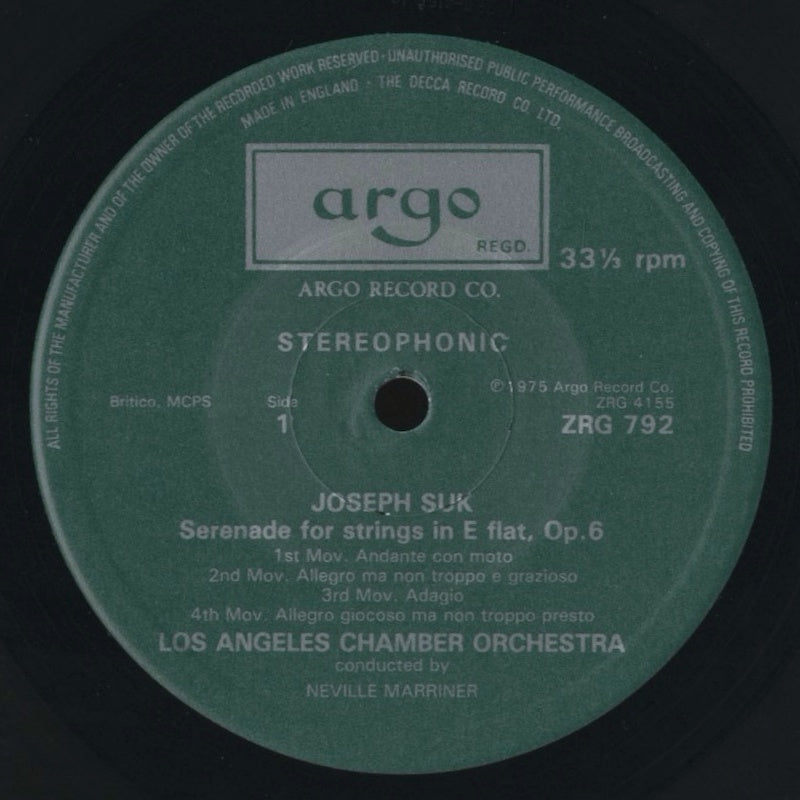 ALL RIGHTS OF THE MANUFACTURER AND OF THE OWNER OF THE RECORDED WORK RESERVED · UNAUTHORISED PUBLIC PERFORMANCE BROADCASTING AND COPYING OF THIS RECORD PROHIBITED
MADE IN ENGLAND · THE DECCA RECORD CO. LTD.
argo
REGD.
33⅓ rpm
ARGO RECORD CO.
STEREOPHONIC
℗1975 Argo Record Co.
Britico, MCPS Side ZRG 4155
1 ZRG 792
JOSEPH SUK
Serenade for strings in E flat, Op.6
1st Mov. Andante con moto
2nd Mov. Allegro ma non troppo e grazioso
3rd Mov. Adagio
4th Mov. Allegro giocoso ma non troppo presto
LOS ANGELES CHAMBER ORCHESTRA
conducted by
NEVILLE MARRINER